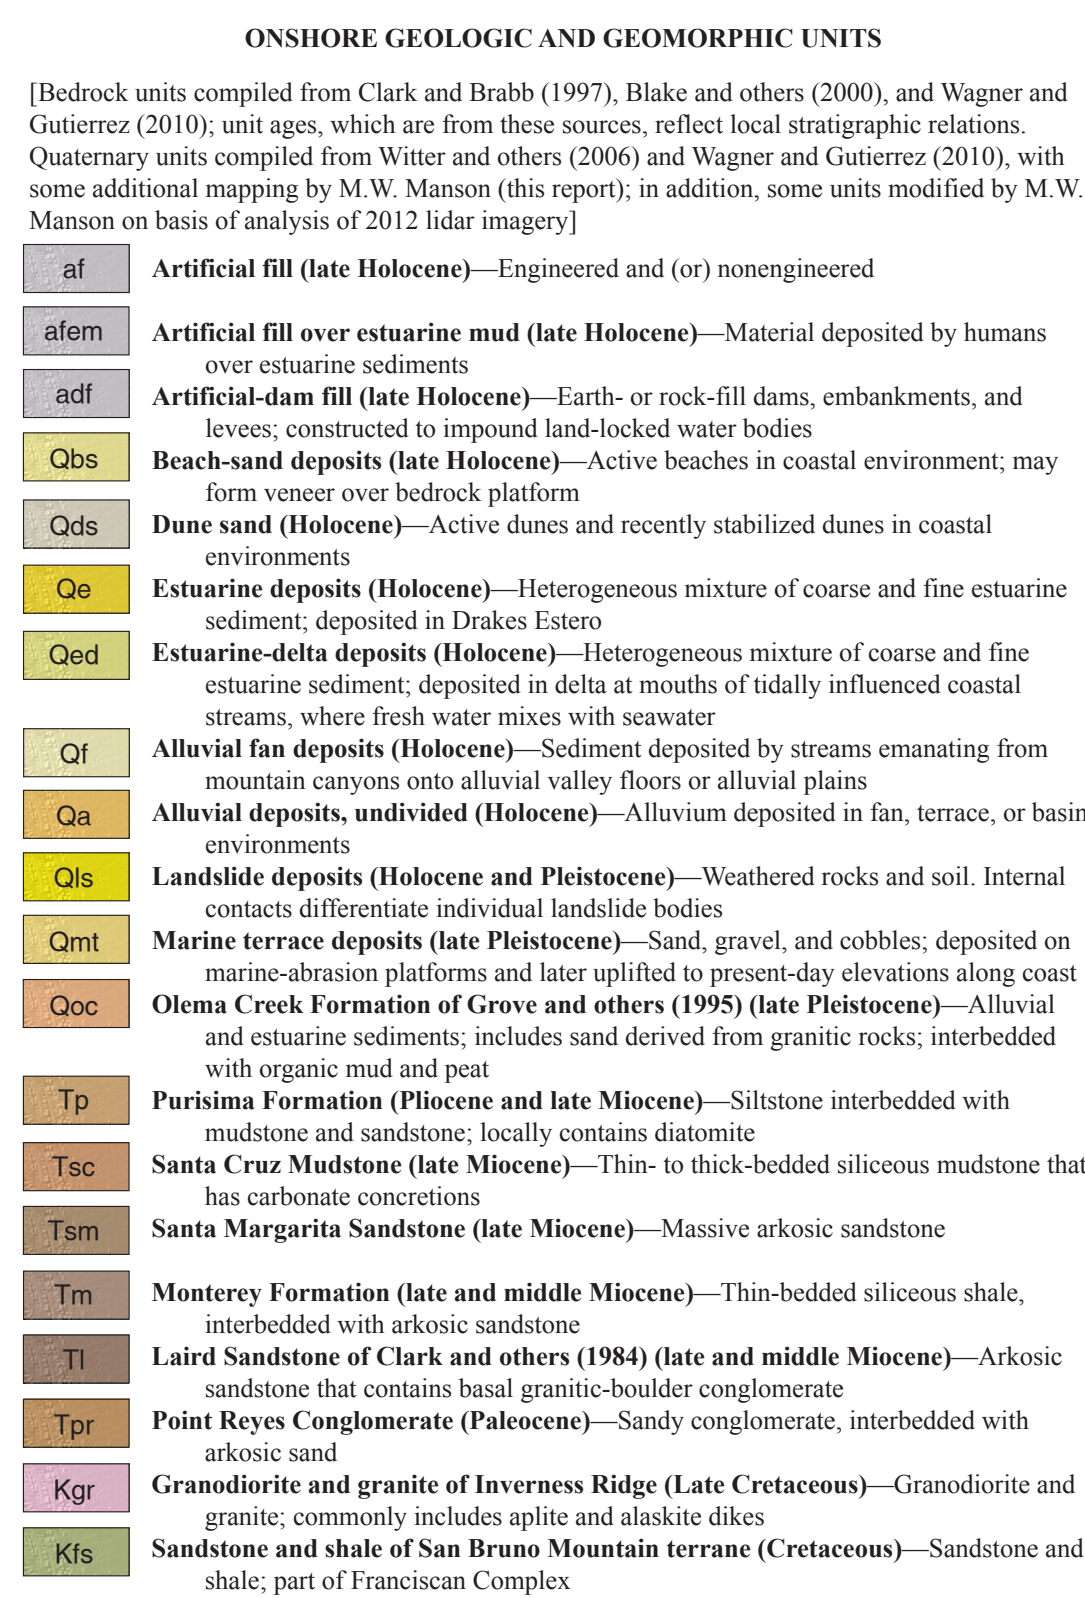 ONSHORE GEOLOGIC AND GEOMORPHIC UNITS
[Bedrock units compiled from Clark and Brabb (1997), Blake and others (2000), and Wagner and
Gutierrez (2010); unit ages, which are from these sources, reflect local stratigraphic relations.
Quaternary units compiled from Witter and others (2006) and Wagner and Gutierrez (2010), with
some additional mapping by M.W. Manson (this report); in addition, some units modified by M.W.
Manson on basis of analysis of 2012 lidar imagery]
af Artificial fill (late Holocene)—Engineered and (or) nonengineered
afem Artificial fill over estuarine mud (late Holocene)—Material deposited by humans
over estuarine sediments
adf Artificial-dam fill (late Holocene)—Earth- or rock-fill dams, embankments, and
levees; constructed to impound land-locked water bodies
Qbs Beach-sand deposits (late Holocene)—Active beaches in coastal environment; may
form veneer over bedrock platform
Qds Dune sand (Holocene)—Active dunes and recently stabilized dunes in coastal
environments
Qe Estuarine deposits (Holocene)—Heterogeneous mixture of coarse and fine estuarine
sediment; deposited in Drakes Estero
Qed Estuarine-delta deposits (Holocene)—Heterogeneous mixture of coarse and fine
estuarine sediment; deposited in delta at mouths of tidally influenced coastal
streams, where fresh water mixes with seawater
Qf Alluvial fan deposits (Holocene)—Sediment deposited by streams emanating from
mountain canyons onto alluvial valley floors or alluvial plains
Qa Alluvial deposits, undivided (Holocene)—Alluvium deposited in fan, terrace, or basin
environments
Qls Landslide deposits (Holocene and Pleistocene)—Weathered rocks and soil. Internal
contacts differentiate individual landslide bodies
Qmt Marine terrace deposits (late Pleistocene)—Sand, gravel, and cobbles; deposited on
marine-abrasion platforms and later uplifted to present-day elevations along coast
Qoc Olema Creek Formation of Grove and others (1995) (late Pleistocene)—Alluvial
and estuarine sediments; includes sand derived from granitic rocks; interbedded
with organic mud and peat
Tp Purisima Formation (Pliocene and late Miocene)—Siltstone interbedded with
mudstone and sandstone; locally contains diatomite
Tsc Santa Cruz Mudstone (late Miocene)—Thin- to thick-bedded siliceous mudstone that
has carbonate concretions
Tsm Santa Margarita Sandstone (late Miocene)—Massive arkosic sandstone
Tm Monterey Formation (late and middle Miocene)—Thin-bedded siliceous shale,
interbedded with arkosic sandstone
Tl Laird Sandstone of Clark and others (1984) (late and middle Miocene)—Arkosic
sandstone that contains basal granitic-boulder conglomerate
Tpr Point Reyes Conglomerate (Paleocene)—Sandy conglomerate, interbedded with
arkosic sand
Kgr Granodiorite and granite of Inverness Ridge (Late Cretaceous)—Granodiorite and
granite; commonly includes aplite and alaskite dikes
Kfs Sandstone and shale of San Bruno Mountain terrane (Cretaceous)—Sandstone and
shale; part of Franciscan Complex